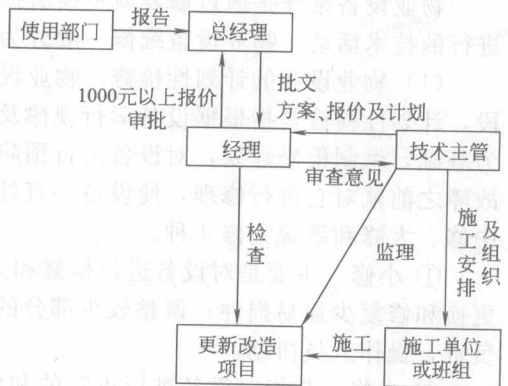 使用部门
报告
总经理
1000元以上报价
审批
批文
方案、报价及计划
经理
审查意见
技术主管
检查
监理
施工安排
及组织
更新改造
项目
施工
施工单位
或班组